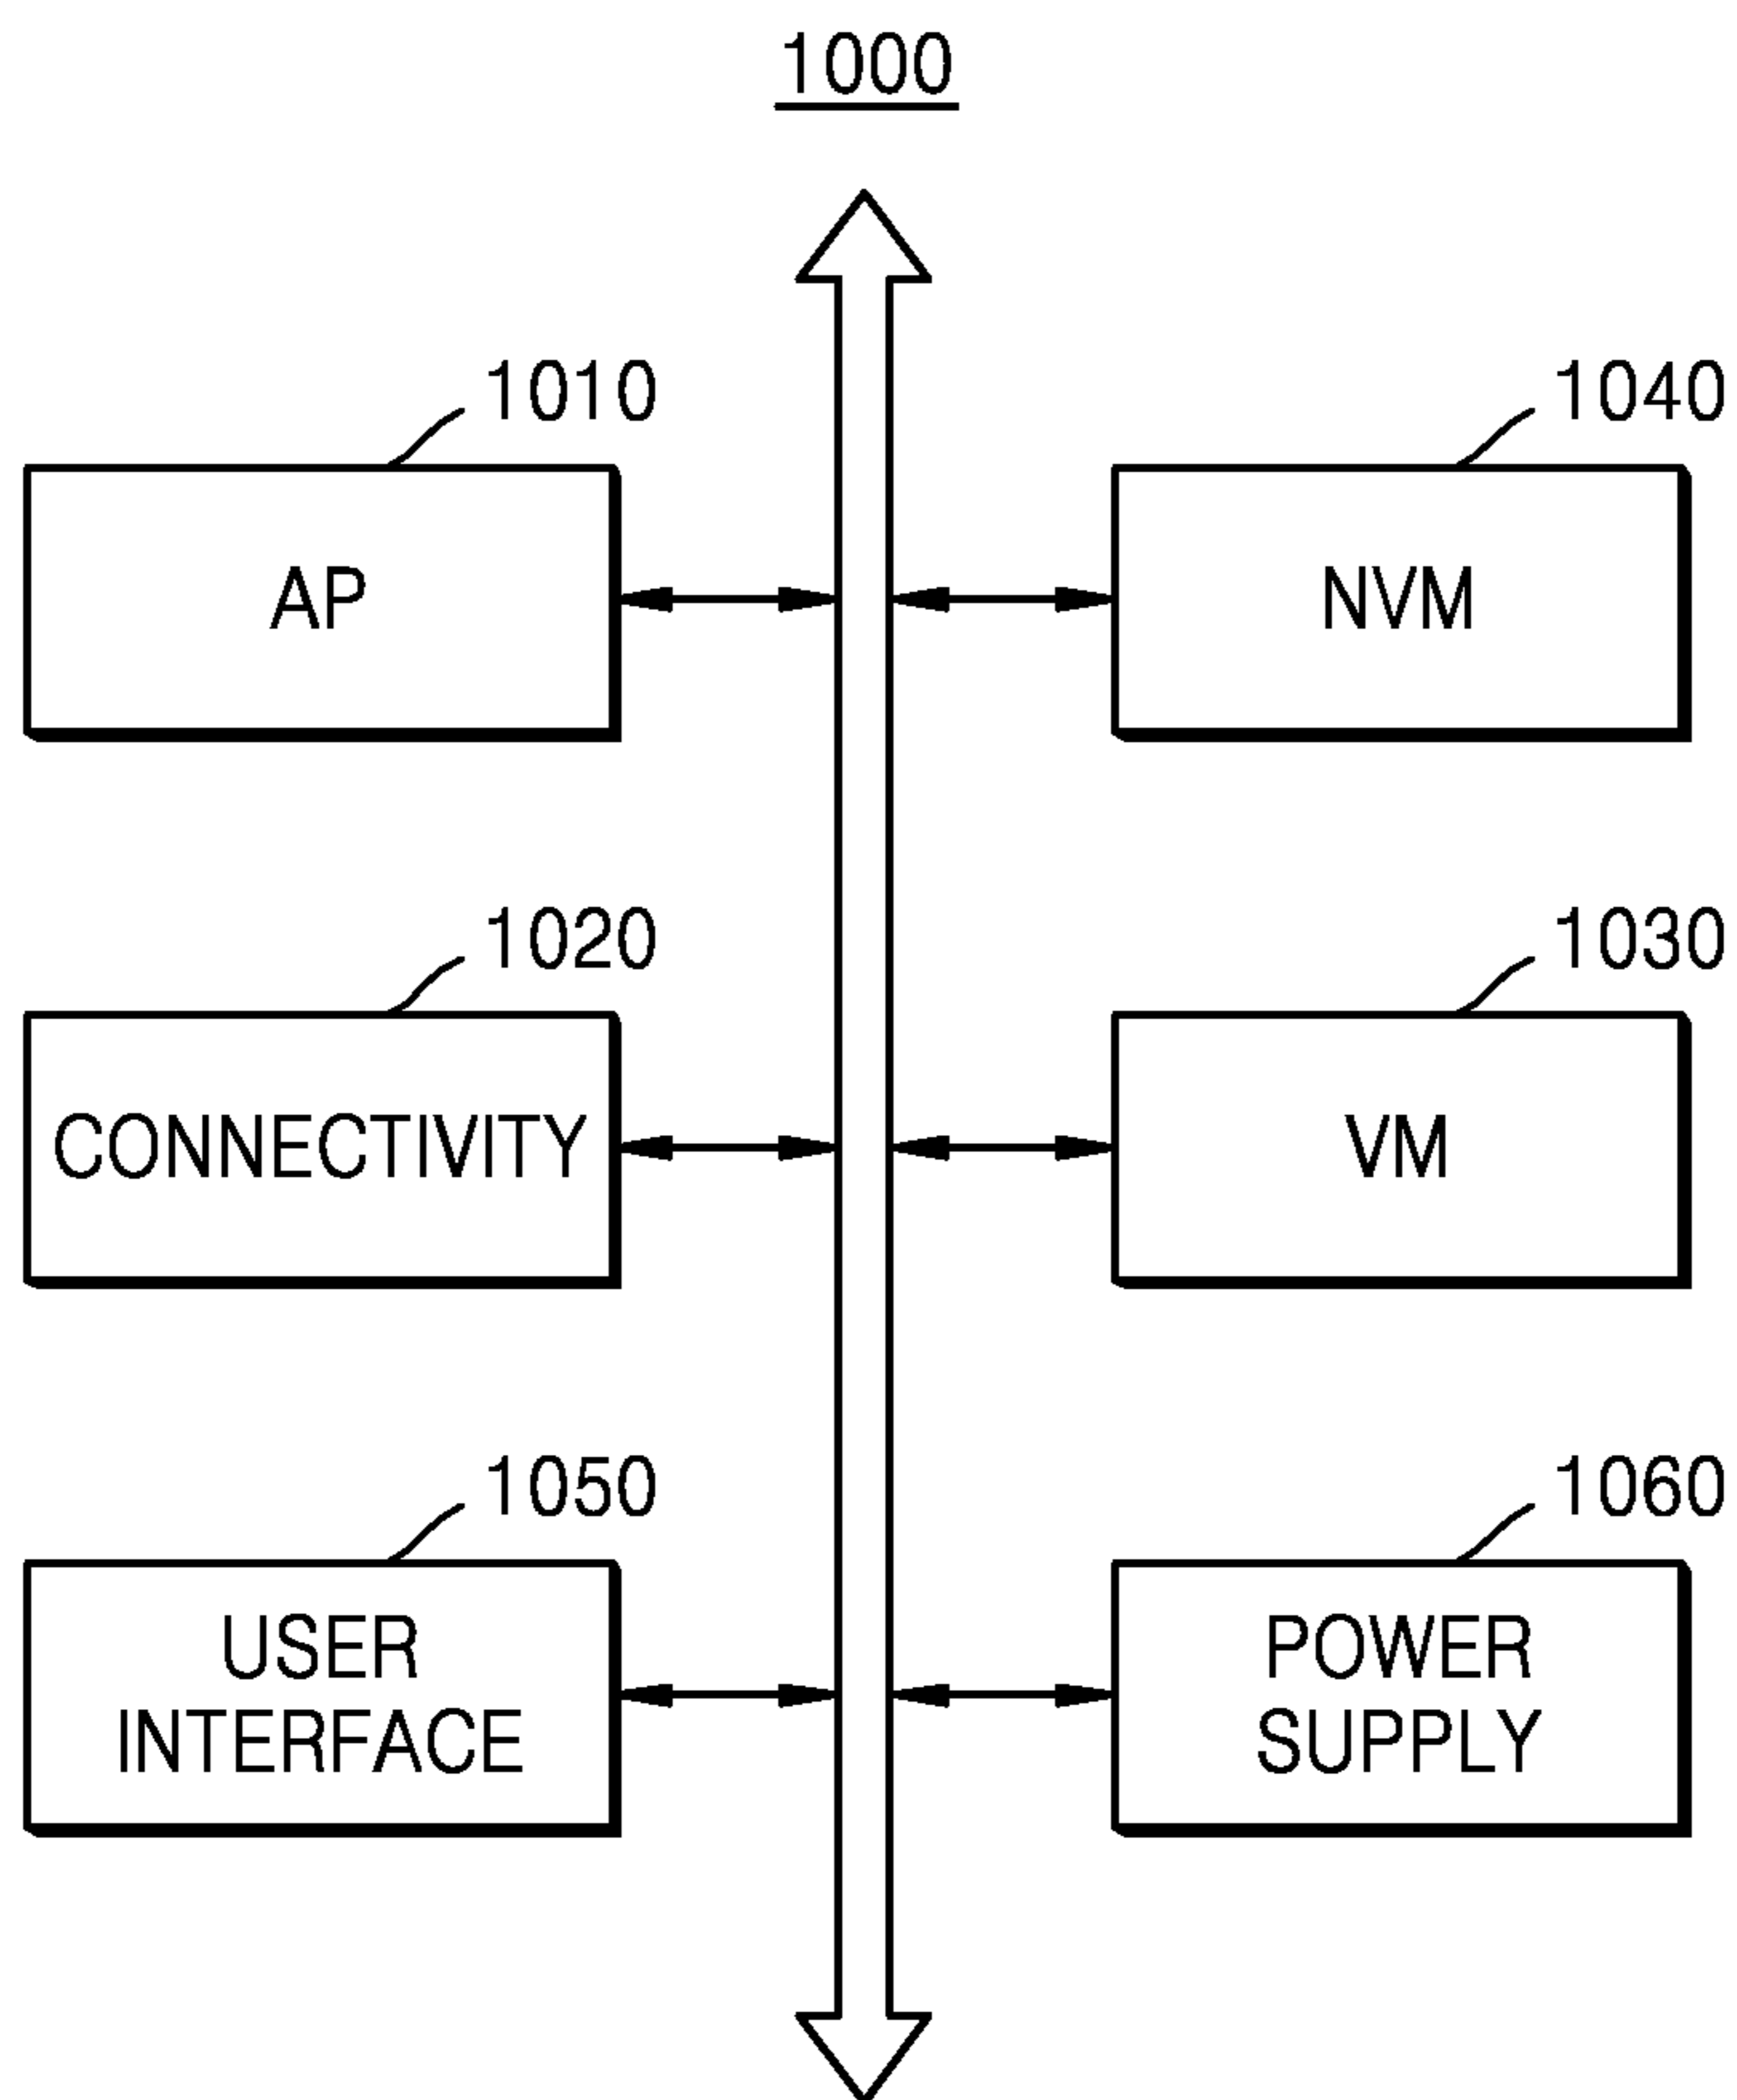 1000
1010
1040
AP
NVM
1020
1030
CONNECTIVITY
VM
1050
1060
USER
INTERFACE
POWER
SUPPLY